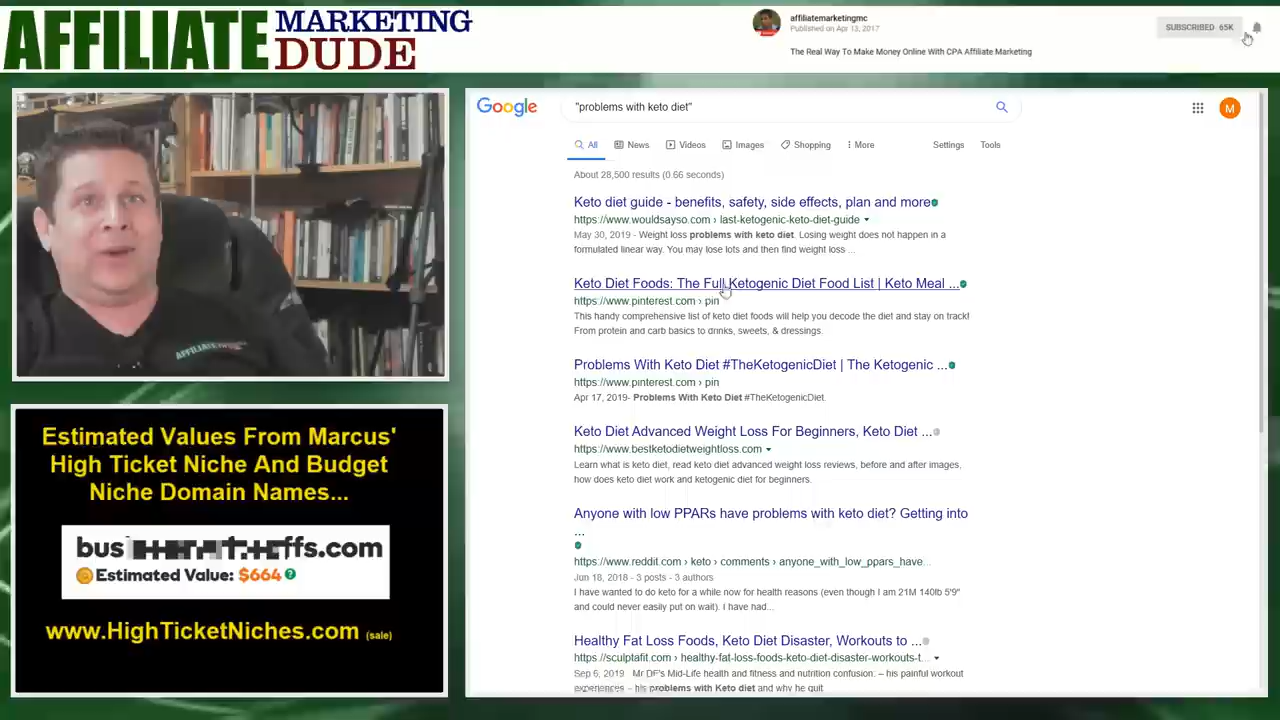 AFFILIATE
MARKETING
DUDE
affiliatemarketingmc
Published on Apr 13, 2017
SUBSCRIBED 65K
The Real Way To Make Money Online With CPA Affiliate Marketing
AFFILIATE
Estimated Values From Marcus'
High Ticket Niche And Budget
Niche Domain Names...
Estimated Value: $664 ?
www.HighTicketNiches.com (sale)
Google
"problems with keto diet"
M
All News Videos Images Shopping More Settings Tools
About 28,500 results (0.66 seconds)
Keto diet guide - benefits, safety, side effects, plan and more
https://www.wouldsayso.com › last-ketogenic-keto-diet-guide
May 30, 2019 - Weight loss problems with keto diet. Losing weight does not happen in a
formulated linear way. You may lose lots and then find weight loss ...
Keto Diet Foods: The Full Ketogenic Diet Food List | Keto Meal ...
https://www.pinterest.com › pin
This handy comprehensive list of keto diet foods will help you decode the diet and stay on track!
From protein and carb basics to drinks, sweets, & dressings.
Problems With Keto Diet #TheKetogenicDiet | The Ketogenic ...
https://www.pinterest.com › pin
Apr 17, 2019- Problems With Keto Diet #TheKetogenicDiet.
Keto Diet Advanced Weight Loss For Beginners, Keto Diet ...
https://www.bestketodietweightloss.com
Learn what is keto diet, read keto diet advanced weight loss reviews, before and after images,
how does keto diet work and ketogenic diet for beginners.
Anyone with low PPARs have problems with keto diet? Getting into
...
https://www.reddit.com › keto › comments › anyone_with_low_ppars_have...
Jun 18, 2018 - 3 posts - 3 authors
I have wanted to do keto for a while now for health reasons (even though I am 21M 140lb 5'9"
and could never easily put on wait). I have had...
Healthy Fat Loss Foods, Keto Diet Disaster, Workouts to ...
https://sculptafit.com › healthy-fat-loss-foods-keto-diet-disaster-workouts-t...
Sep 6, 2019 - Mr DF's Mid-Life health and fitness and nutrition confusion. – his painful workout
experiences – his problems with Keto diet and why he quit